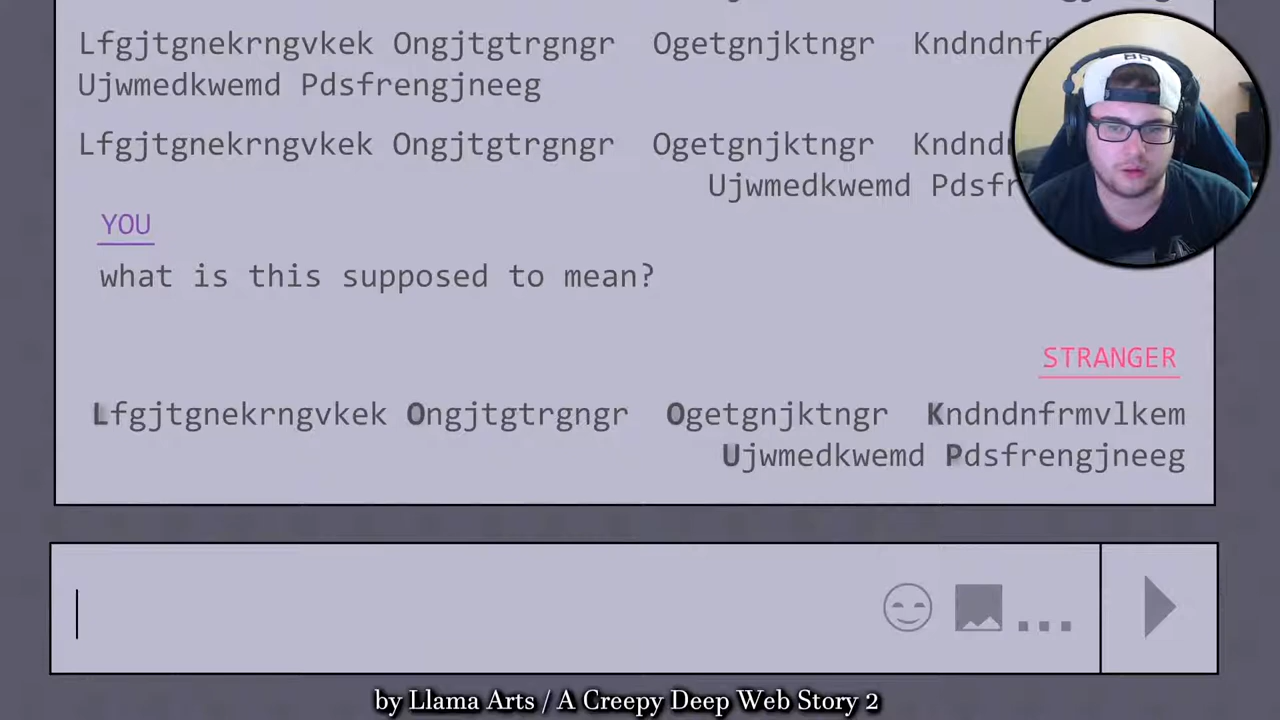 Lfgjtgnekrngvkek Ongjtgtrgngr Ogetgnjktngr
Ujwmedkwemd Pdsfrengjneeg
Lfgjtgnekrngvkek Ongjtgtrgngr Ogetgnjktngr
Ujwmedkwemd
YOU
what is this supposed to mean?
STRANGER
Lfgjtgnekrngvkek Ongjtgtrgngr Ogetgnjktngr Kndndnfrmvlkem
Ujwmedkwemd Pdsfrengjneeg
...
by Llama Arts / A Creepy Deep Web Story 2